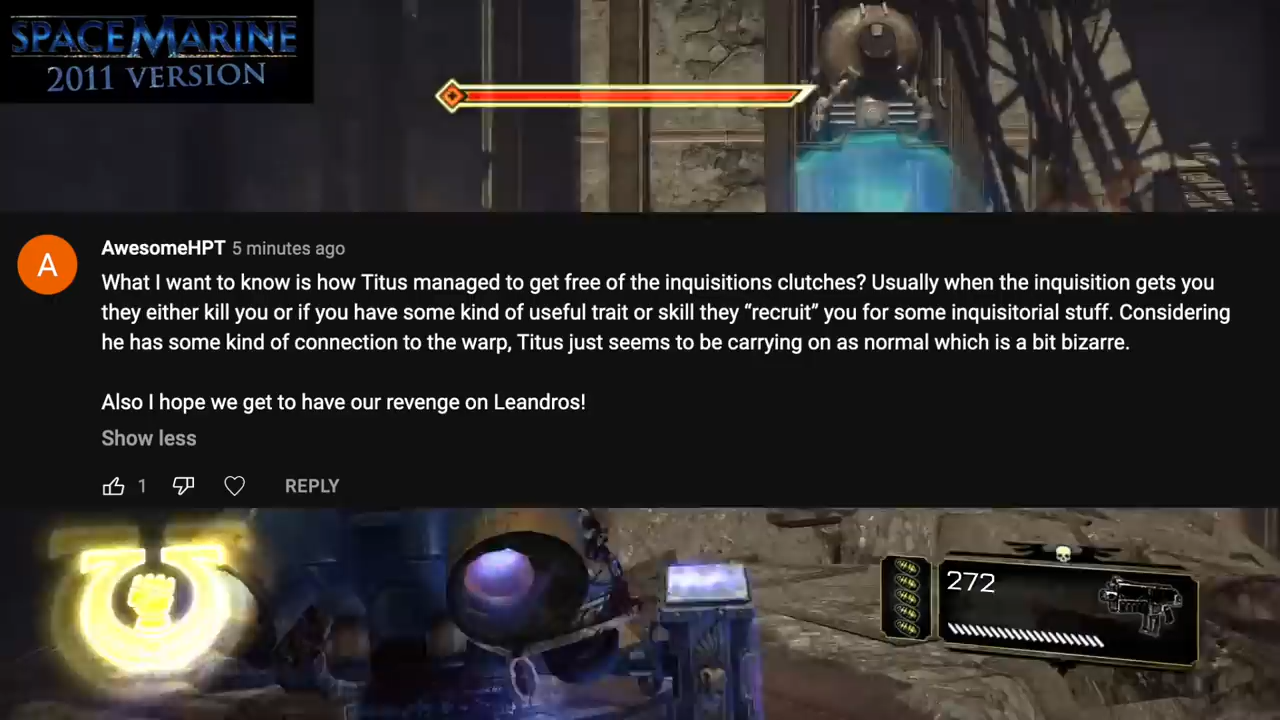 SPACE MARINE
2011 VERSION
A
AwesomeHPT 5 minutes ago
What I want to know is how Titus managed to get free of the inquisitions clutches? Usually when the inquisition gets you
they either kill you or if you have some kind of useful trait or skill they “recruit” you for some inquisitorial stuff. Considering
he has some kind of connection to the warp, Titus just seems to be carrying on as normal which is a bit bizarre.
Also I hope we get to have our revenge on Leandros!
Show less
1 REPLY
272